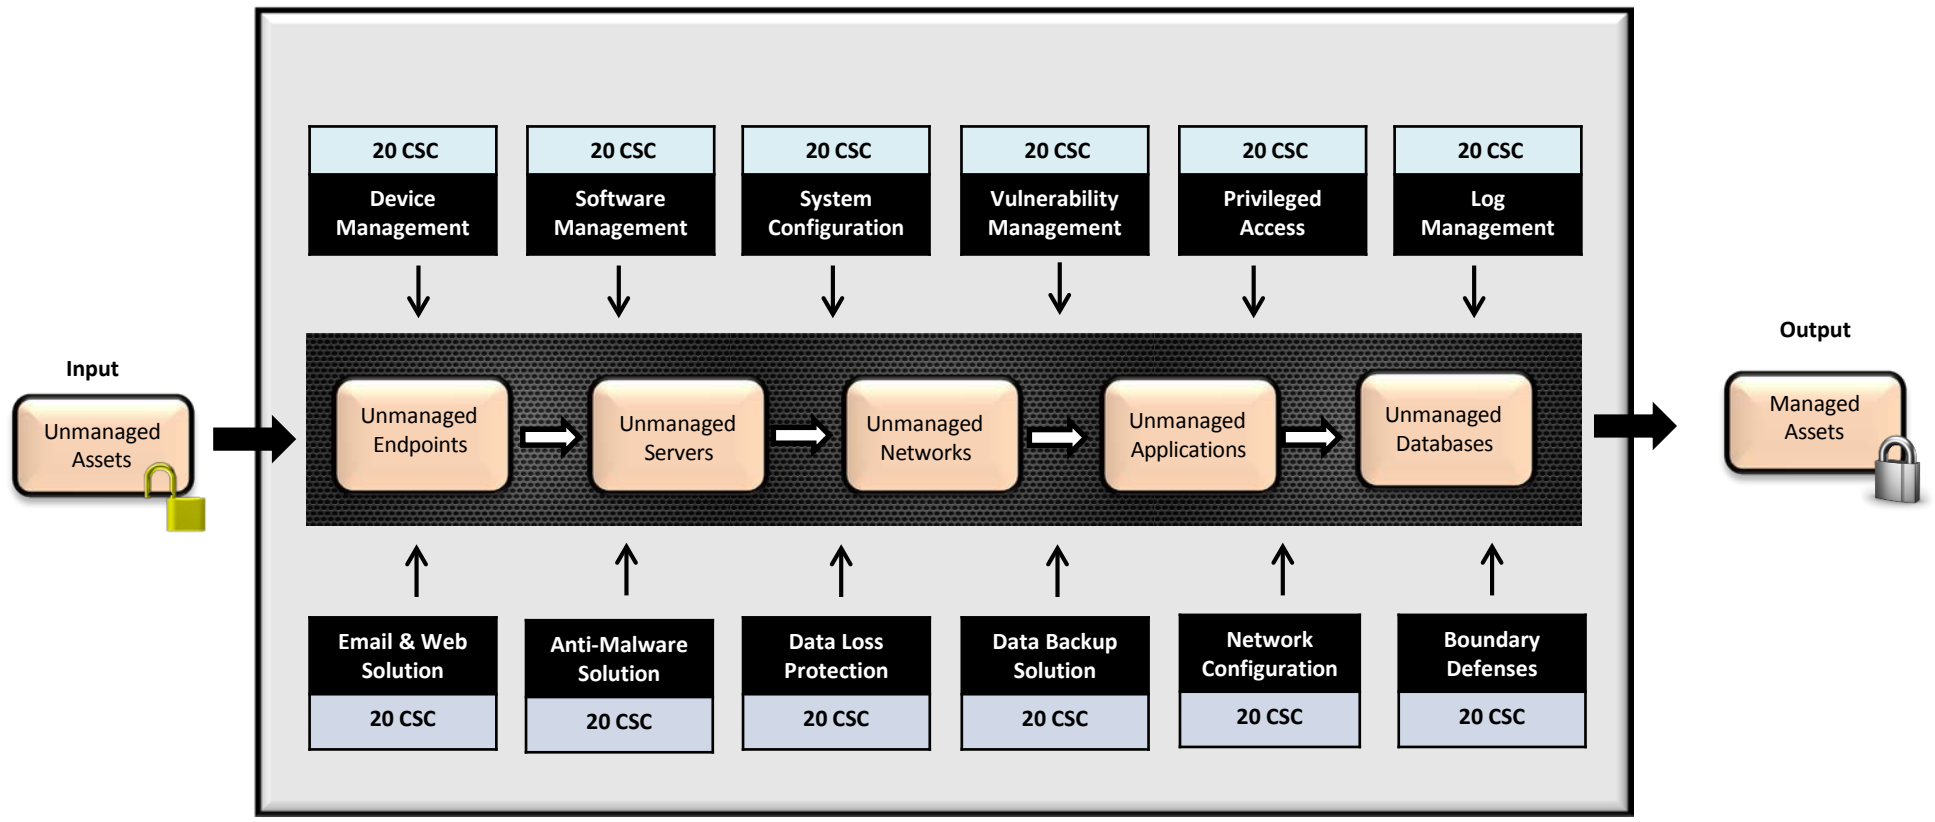 20 CSC
Device
Management
20 CSC
Software
Management
20 CSC
System
Configuration
20 CSC
Vulnerability
Management
20 CSC
Privileged
Access
20 CSC
Log
Management
Input
Unmanaged
Assets
Unmanaged
Endpoints
Unmanaged
Servers
Unmanaged
Networks
Unmanaged
Applications
Unmanaged
Databases
Output
Managed
Assets
Email & Web
Solution
20 CSC
Anti-Malware
Solution
20 CSC
Data Loss
Protection
20 CSC
Data Backup
Solution
20 CSC
Network
Configuration
20 CSC
Boundary
Defenses
20 CSC